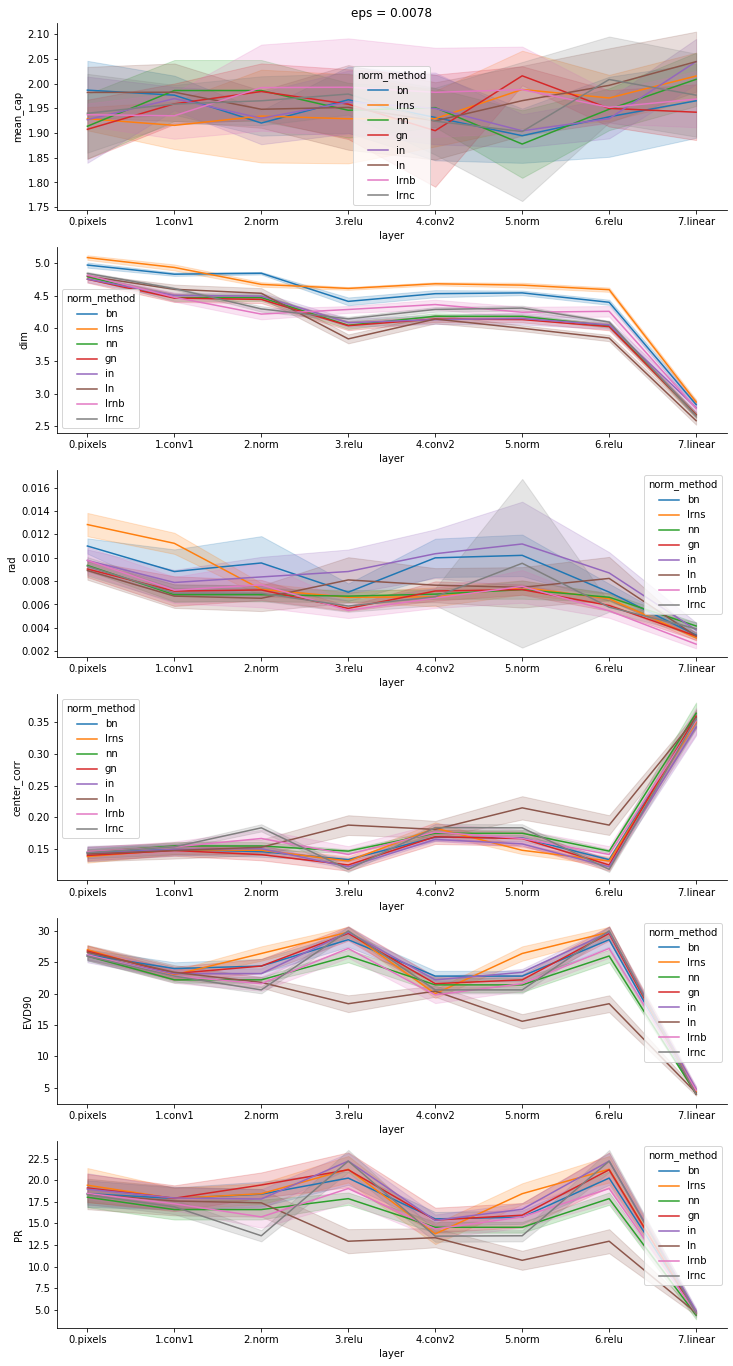 eps = 0.0078
2.10
2.05
2.00
1.95
1.90
1.85
1.80
1.75
mean_cap
norm_method
bn
lrns
nn
gn
in
ln
lrnb
lrnc
0.pixels 1.conv1 2.norm 3.relu 4.conv2 5.norm 6.relu 7.linear
layer
5.0
4.5
4.0
3.5
3.0
2.5
dim
norm_method
bn
lrns
nn
gn
in
ln
lrnb
lrnc
0.pixels 1.conv1 2.norm 3.relu 4.conv2 5.norm 6.relu 7.linear
layer
0.016
0.014
0.012
0.010
0.008
0.006
0.004
0.002
rad
norm_method
bn
lrns
nn
gn
in
ln
lrnb
lrnc
0.pixels 1.conv1 2.norm 3.relu 4.conv2 5.norm 6.relu 7.linear
layer
0.35
0.30
0.25
0.20
0.15
center_corr
norm_method
bn
lrns
nn
gn
in
ln
lrnb
lrnc
0.pixels 1.conv1 2.norm 3.relu 4.conv2 5.norm 6.relu 7.linear
layer
30
25
20
15
10
5
EVD90
norm_method
bn
lrns
nn
gn
in
ln
lrnb
lrnc
0.pixels 1.conv1 2.norm 3.relu 4.conv2 5.norm 6.relu 7.linear
layer
22.5
20.0
17.5
15.0
12.5
10.0
7.5
5.0
PR
norm_method
bn
lrns
nn
gn
in
ln
lrnb
lrnc
0.pixels 1.conv1 2.norm 3.relu 4.conv2 5.norm 6.relu 7.linear
layer